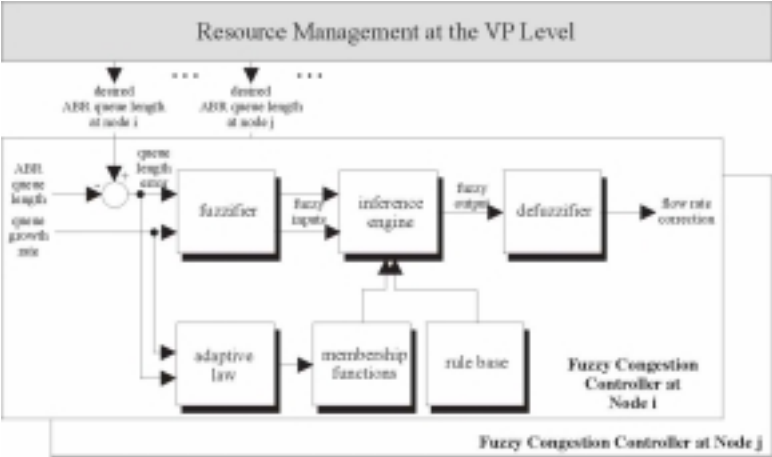 Resource Management at the VP Level
desired
ABR queue length
at node i
desired
ABR queue length
at node j
ABR
queue
length
queue
length
error
queue
growth
rate
fuzzifier
fuzzy
inputs
inference
engine
fuzzy
output
defuzzifier
flow rate
correction
adaptive
law
membership
functions
rule base
Fuzzy Congestion
Controller at
Node i
Fuzzy Congestion Controller at Node j